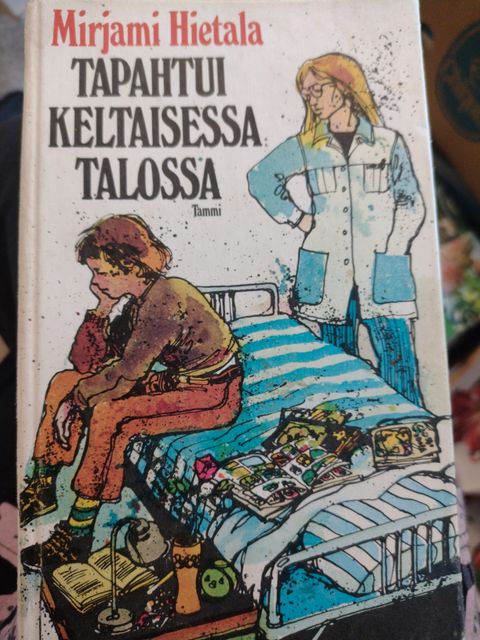 Mirjami Hietala
TAPAHTUI
KELTAISESSA
TALOSSA
Tammi